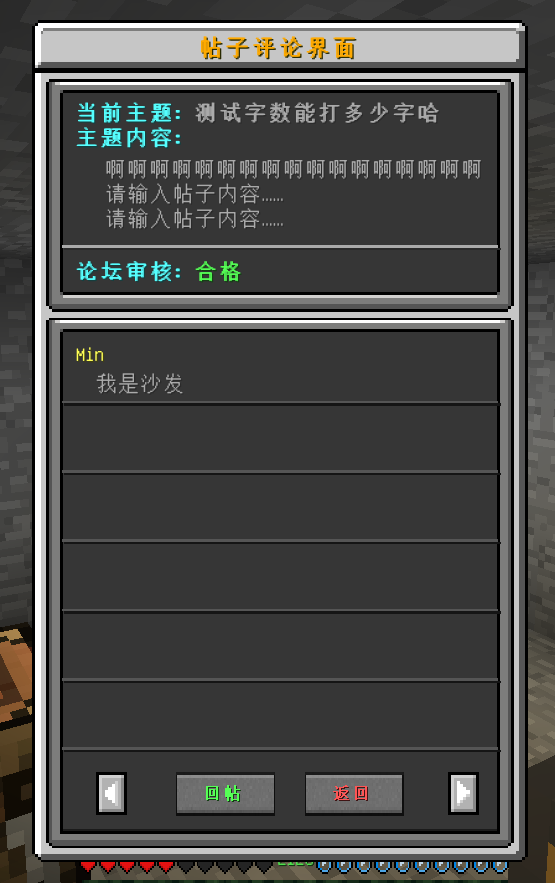 帖子评论界面
当前主题: 测试字数能打多少字哈
主题内容:
啊啊啊啊啊啊啊啊啊啊啊啊啊啊啊啊啊
请输入帖子内容……
请输入帖子内容……
论坛审核: 合格
Min
我是沙发
回帖
返回